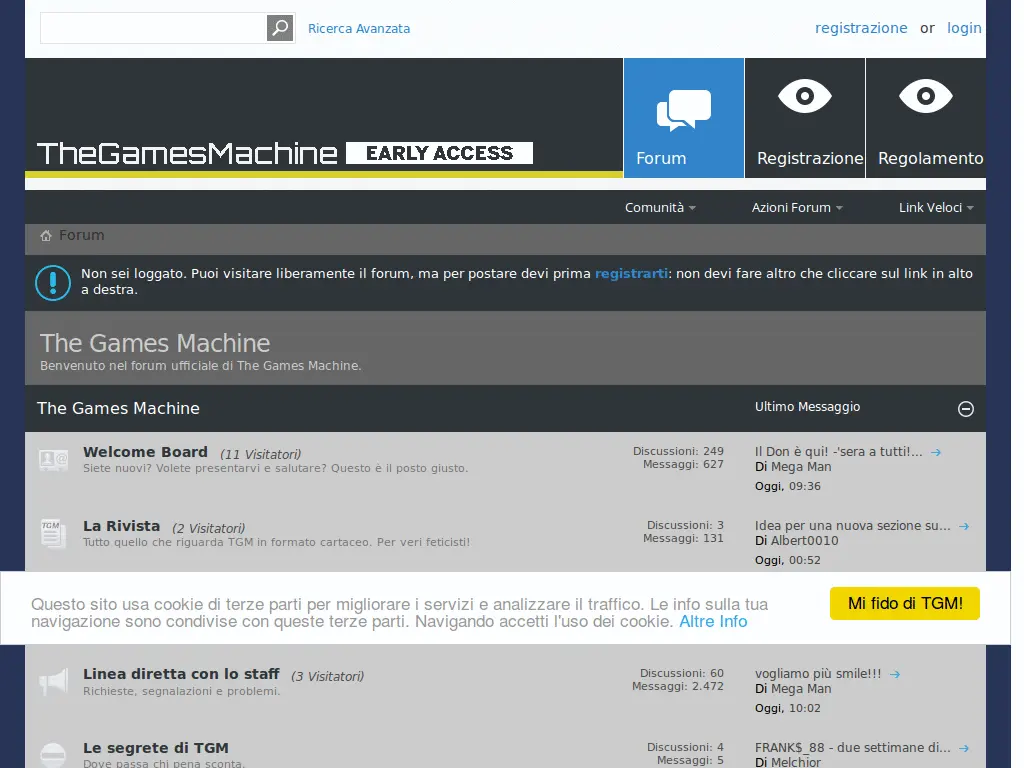 Ricerca Avanzata
registrazione or login
TheGamesMachine EARLY ACCESS
Forum
Registrazione
Regolamento
Comunità
Azioni Forum
Link Veloci
Forum
Non sei loggato. Puoi visitare liberamente il forum, ma per postare devi prima registrarti: non devi fare altro che cliccare sul link in alto
a destra.
The Games Machine
Benvenuto nel forum ufficiale di The Games Machine.
The Games Machine
Ultimo Messaggio
Welcome Board (11 Visitatori)
Siete nuovi? Volete presentarvi e salutare? Questo è il posto giusto.
Discussioni: 249
Messaggi: 627
Il Don è qui! -'sera a tutti!...
Di Mega Man
Oggi, 09:36
TGM
La Rivista (2 Visitatori)
Tutto quello che riguarda TGM in formato cartaceo. Per veri feticisti!
Discussioni: 3
Messaggi: 131
Idea per una nuova sezione su...
Di Albert0010
Oggi, 00:52
Questo sito usa cookie di terze parti per migliorare i servizi e analizzare il traffico. Le info sulla tua
navigazione sono condivise con queste terze parti. Navigando accetti l'uso dei cookie. Altre Info
Mi fido di TGM!
Linea diretta con lo staff (3 Visitatori)
Richieste, segnalazioni e problemi.
Discussioni: 60
Messaggi: 2.472
vogliamo più smile!!!
Di Mega Man
Oggi, 10:02
Le segrete di TGM
Dove passa chi pena sconta.
Discussioni: 4
Messaggi: 5
FRANK$_88 - due settimane di...
Di Melchior